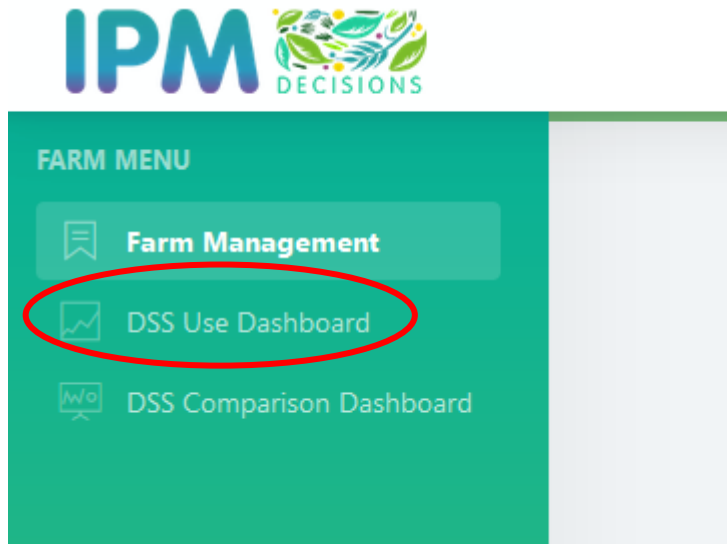 IPM
DECISIONS
FARM MENU
Farm Management
DSS Use Dashboard
DSS Comparison Dashboard